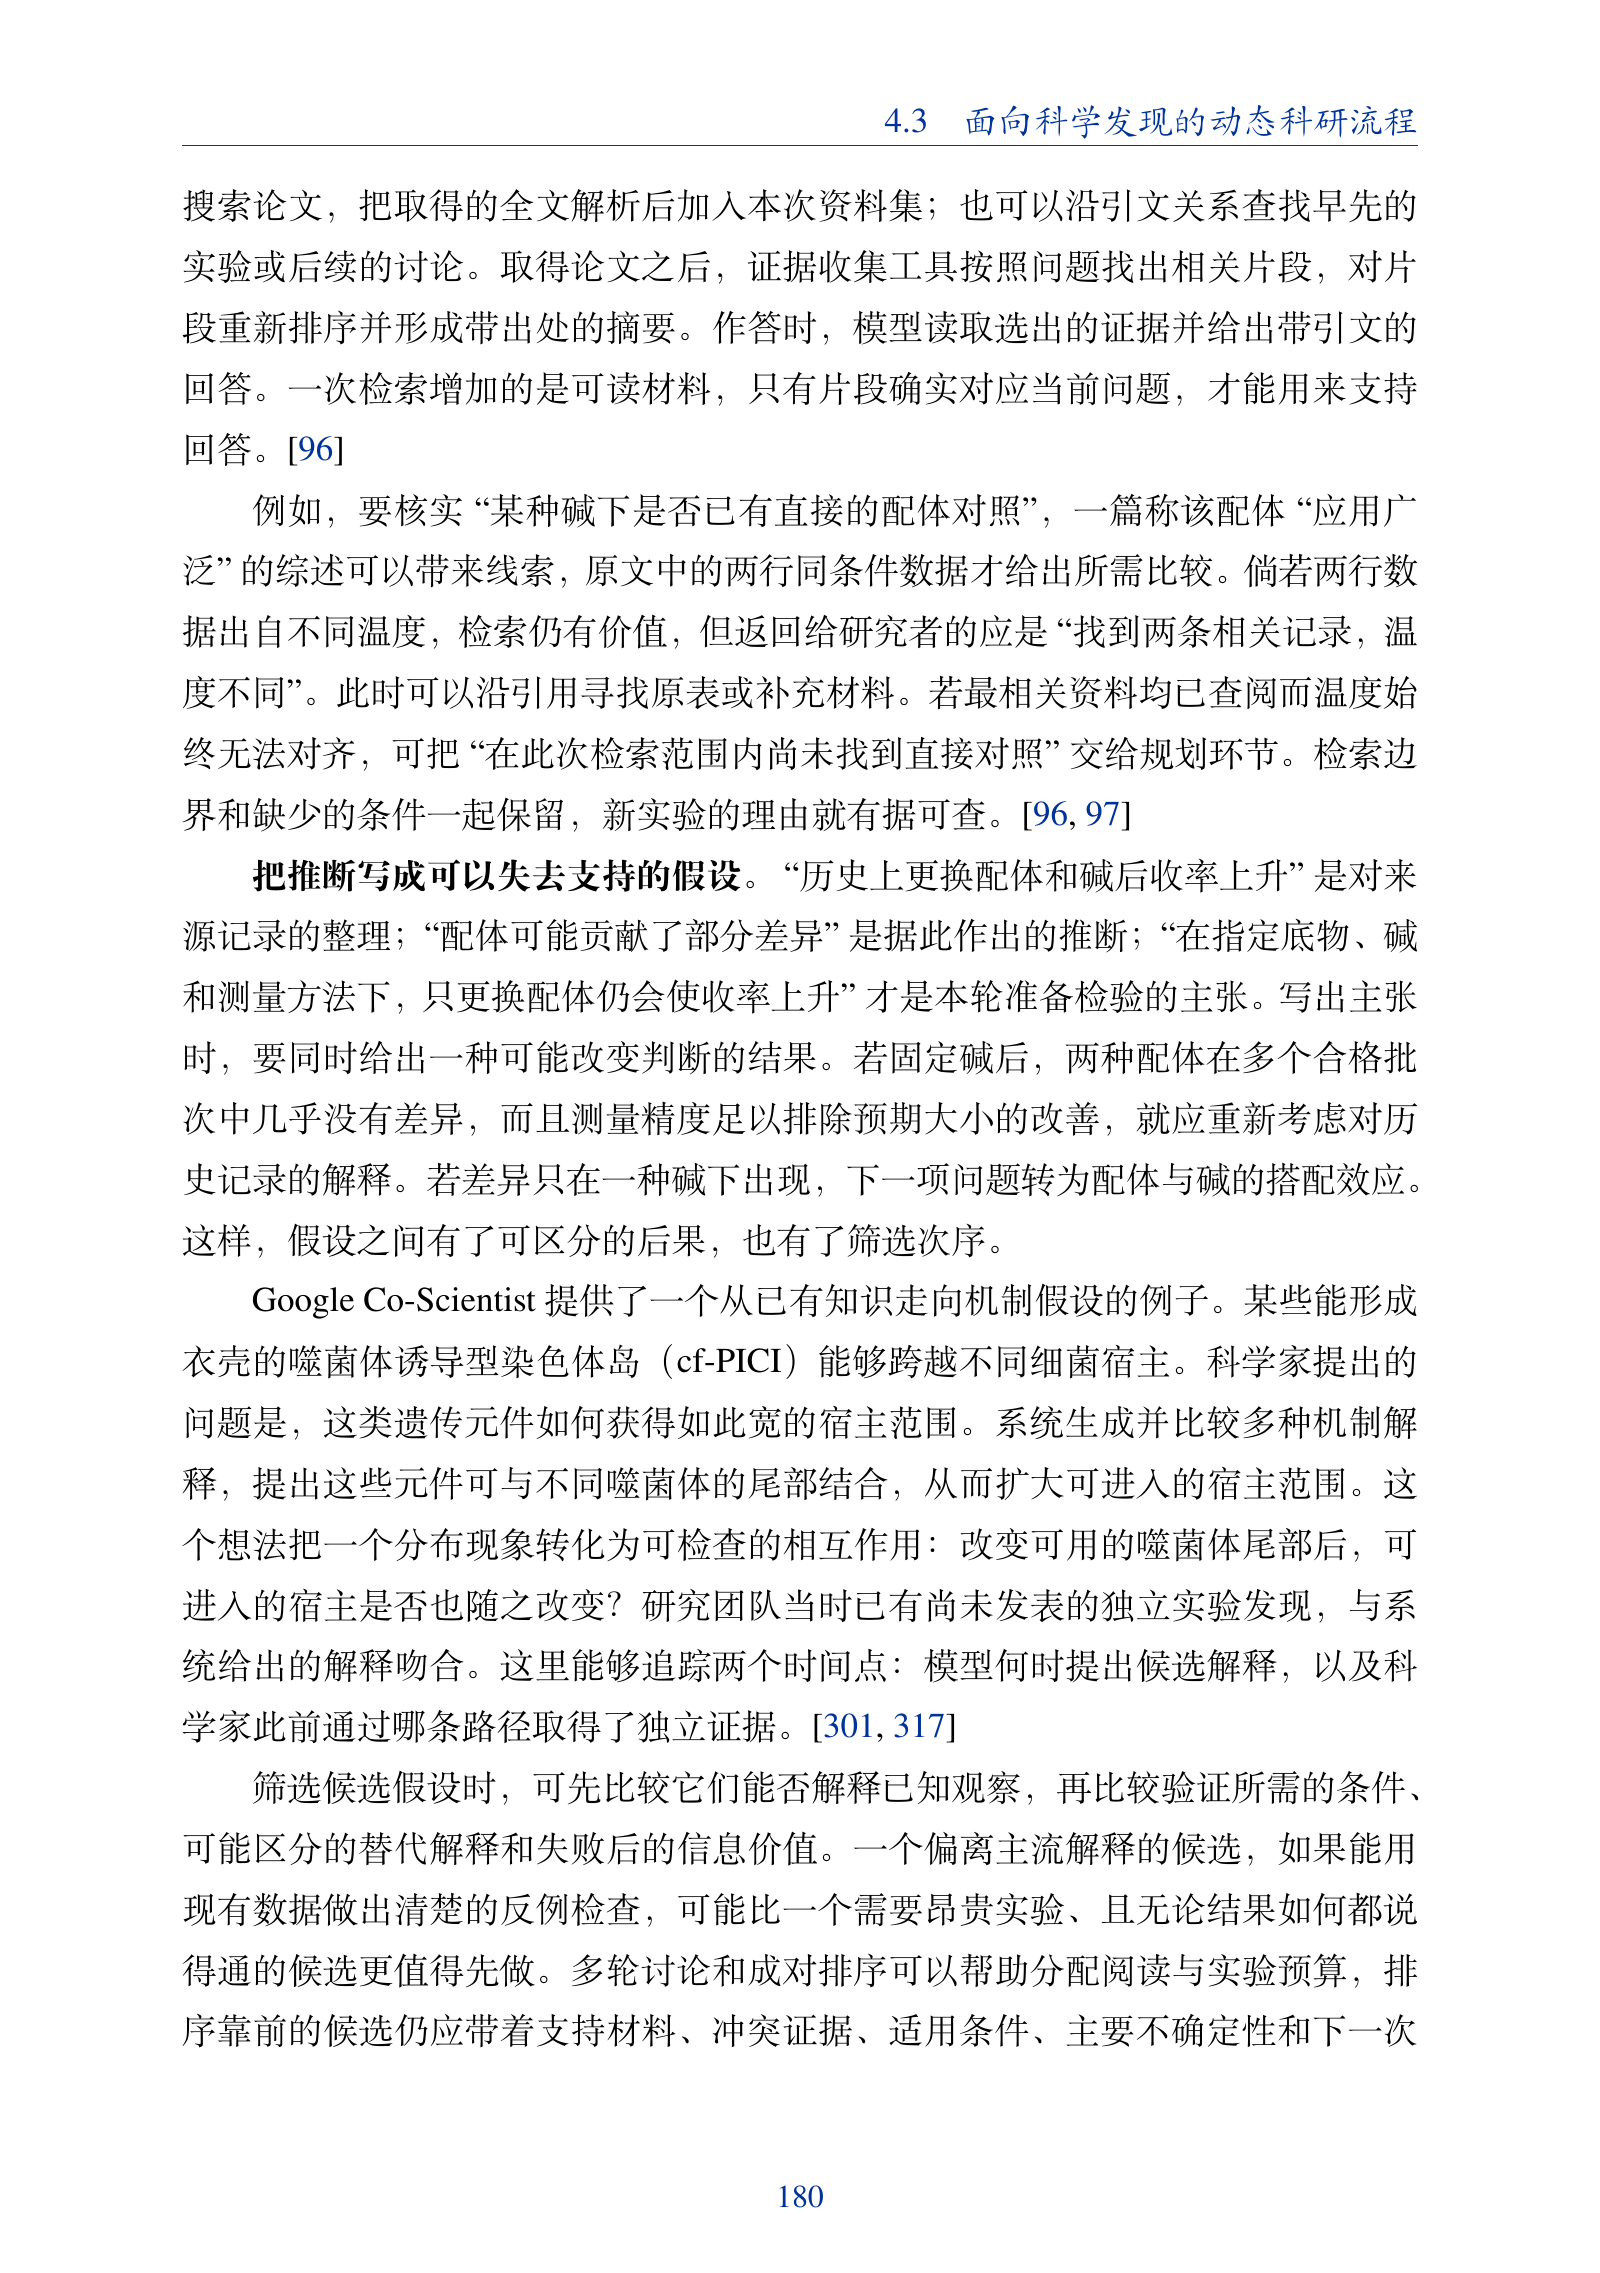 4.3 面向科学发现的动态科研流程
搜索论文，把取得的全文解析后加入本次资料集；也可以沿引文关系查找早先的
实验或后续的讨论。取得论文之后，证据收集工具按照问题找出相关片段，对片
段重新排序并形成带出处的摘要。作答时，模型读取选出的证据并给出带引文的
回答。一次检索增加的是可读材料，只有片段确实对应当前问题，才能用来支持
回答。[96]
例如，要核实“某种碱下是否已有直接的配体对照”，一篇称该配体“应用广
泛”的综述可以带来线索，原文中的两行同条件数据才给出所需比较。倘若两行数
据出自不同温度，检索仍有价值，但返回给研究者的应是“找到两条相关记录，温
度不同”。此时可以沿引用寻找原表或补充材料。若最相关资料均已查阅而温度始
终无法对齐，可把“在此次检索范围内尚未找到直接对照”交给规划环节。检索边
界和缺少的条件一起保留，新实验的理由就有据可查。[96, 97]
把推断写成可以失去支持的假设。“历史上更换配体和碱后收率上升”是对来
源记录的整理；“配体可能贡献了部分差异”是据此作出的推断；“在指定底物、碱
和测量方法下，只更换配体仍会使收率上升”才是本轮准备检验的主张。写出主张
时，要同时给出一种可能改变判断的结果。若固定碱后，两种配体在多个合格批
次中几乎没有差异，而且测量精度足以排除预期大小的改善，就应重新考虑对历
史记录的解释。若差异只在一种碱下出现，下一项问题转为配体与碱的搭配效应。
这样，假设之间有了可区分的后果，也有了筛选次序。
Google Co-Scientist 提供了一个从已有知识走向机制假设的例子。某些能形成
衣壳的噬菌体诱导型染色体岛（cf-PICI）能够跨越不同细菌宿主。科学家提出的
问题是，这类遗传元件如何获得如此宽的宿主范围。系统生成并比较多种机制解
释，提出这些元件可与不同噬菌体的尾部结合，从而扩大可进入的宿主范围。这
个想法把一个分布现象转化为可检查的相互作用：改变可用的噬菌体尾部后，可
进入的宿主是否也随之改变？研究团队当时已有尚未发表的独立实验发现，与系
统给出的解释吻合。这里能够追踪两个时间点：模型何时提出候选解释，以及科
学家此前通过哪条路径取得了独立证据。[301, 317]
筛选候选假设时，可先比较它们能否解释已知观察，再比较验证所需的条件、
可能区分的替代解释和失败后的信息价值。一个偏离主流解释的候选，如果能用
现有数据做出清楚的反例检查，可能比一个需要昂贵实验、且无论结果如何都说
得通的候选更值得先做。多轮讨论和成对排序可以帮助分配阅读与实验预算，排
序靠前的候选仍应带着支持材料、冲突证据、适用条件、主要不确定性和下一次
180